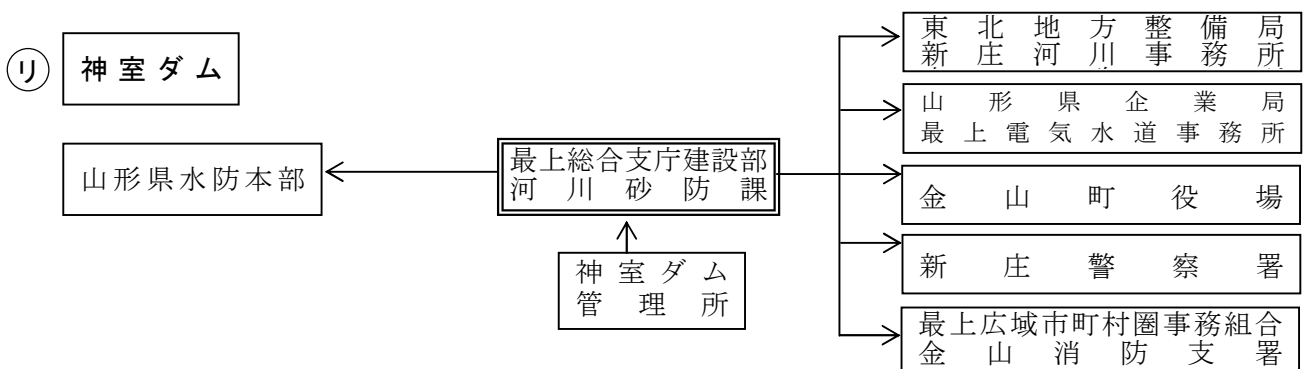 リ 神室ダム
山形県水防本部
最上総合支庁建設部
河川砂防課
神室ダム
管理所
東北地方整備局
新庄河川事務所
山形県企業局
最上電気水道事務所
金山町役場
新庄警察署
最上広域市町村圏事務組合
金山消防支署